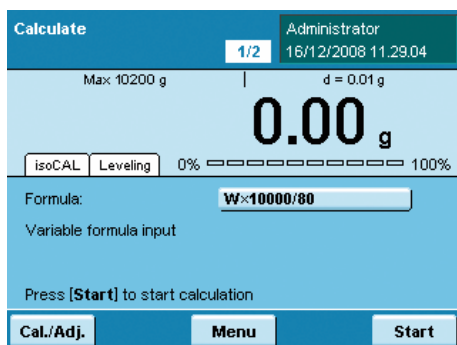 Calculate
1/2
Administrator
16/12/2008 11.29.04
Max 10200 g
d = 0.01 g
0.00 g
isoCAL
Leveling
0%
100%
Formula:
W×10000/80
Variable formula input
Press [Start] to start calculation
Cal./Adj.
Menu
Start